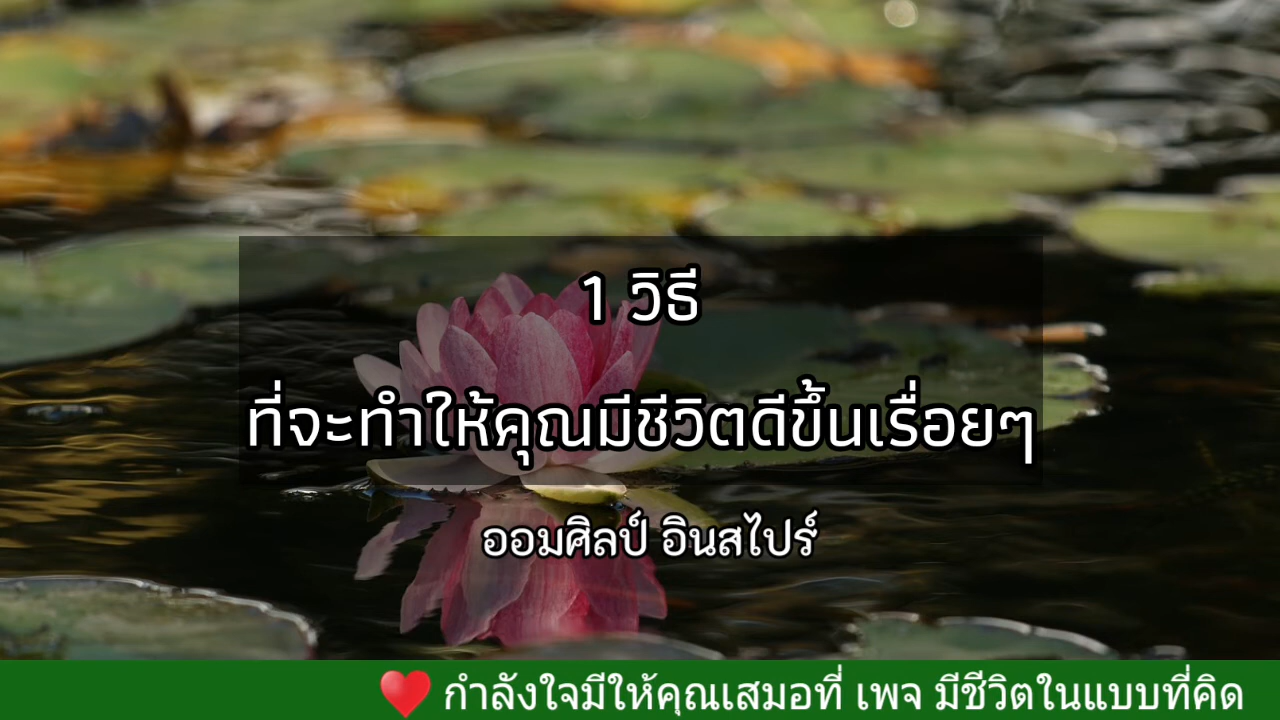 1 วิธี
ที่จะทำให้คุณมีชีวิตดีขึ้นเรื่อยๆ
ออมศิลป์ อินสไปร์
❤️ กำลังใจมีให้คุณเสมอที่ เพจ มีชีวิตในแบบที่คิด